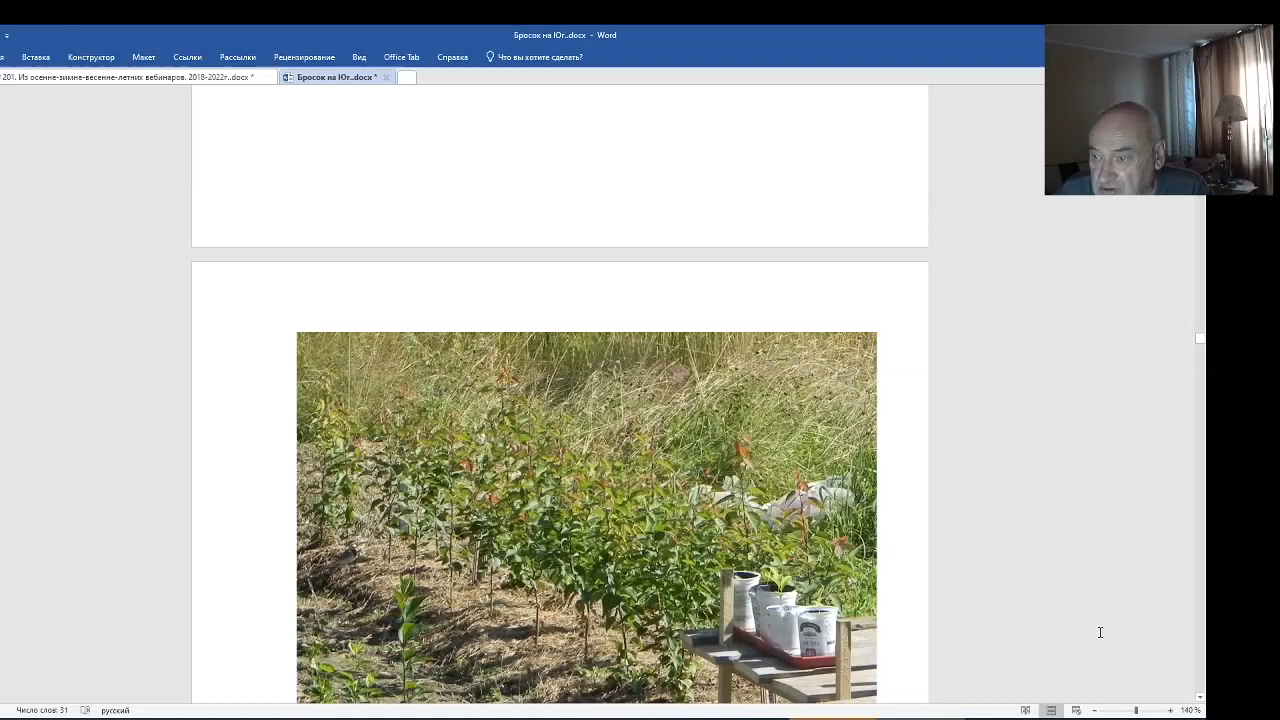 Бросок на Юг..docx - Word
я Вставка Конструктор Макет Ссылки Рассылки Рецензирование Вид Office Tab Справка Что вы хотите сделать?
201. Из осенне-зимне-весенне-летних вебинаров. 2018-2022г..docx * Бросок на Юг..docx *
Число слов: 31 русский 140 %